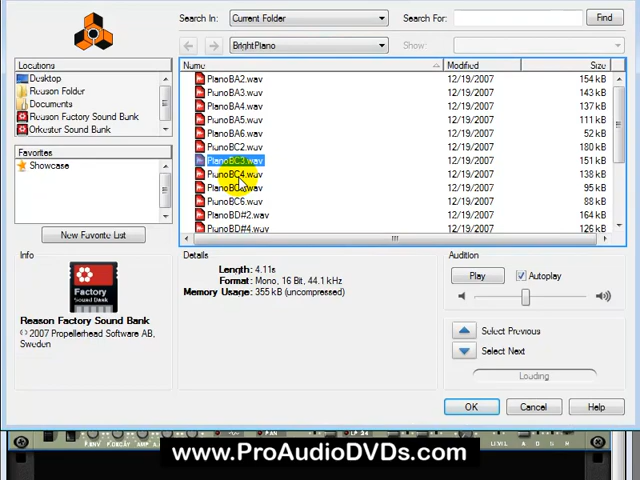 Search In: Current Folder Search For: Find
BrightPiano Show:
Locations
Desktop
Reason Folder
Documents
Reason Factory Sound Bank
Orkester Sound Bank
Favorites
Showcase
New Favorite List
Name Modified Size
PianoBA2.wav 12/19/2007 154 kB
PianoBA3.wav 12/19/2007 143 kB
PianoBA4.wav 12/19/2007 137 kB
PianoBA5.wav 12/19/2007 111 kB
PianoBA6.wav 12/19/2007 52 kB
PianoBC2.wav 12/19/2007 180 kB
PianoBC3.wav 12/19/2007 151 kB
PianoBC4.wav 12/19/2007 138 kB
12/19/2007 95 kB
PianoBC6.wav 12/19/2007 88 kB
PianoBD#2.wav 12/19/2007 164 kB
PianoBD#4.wav 12/19/2007 126 kB
Info
Factory
Sound Bank
Reason Factory Sound Bank
© 2007 Propellerhead Software AB,
Sweden
Details
Length: 4.11s
Format: Mono, 16 Bit, 44.1 kHz
Memory Usage: 355 kB (uncompressed)
Audition
Play Autoplay
Select Previous
Select Next
Loading
OK Cancel Help
www.ProAudioDVDs.com